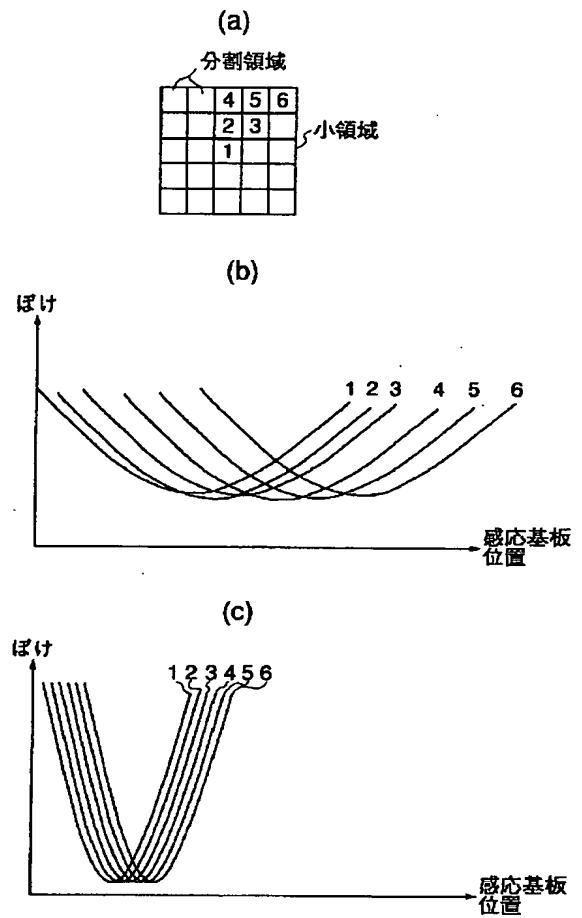 (a)
分割領域
4 5 6
2 3
小領域
1
(b)
ぼけ
1 2 3 4 5 6
感応基板
位置
(c)
ぼけ
1 2 3 4 5 6
感応基板
位置